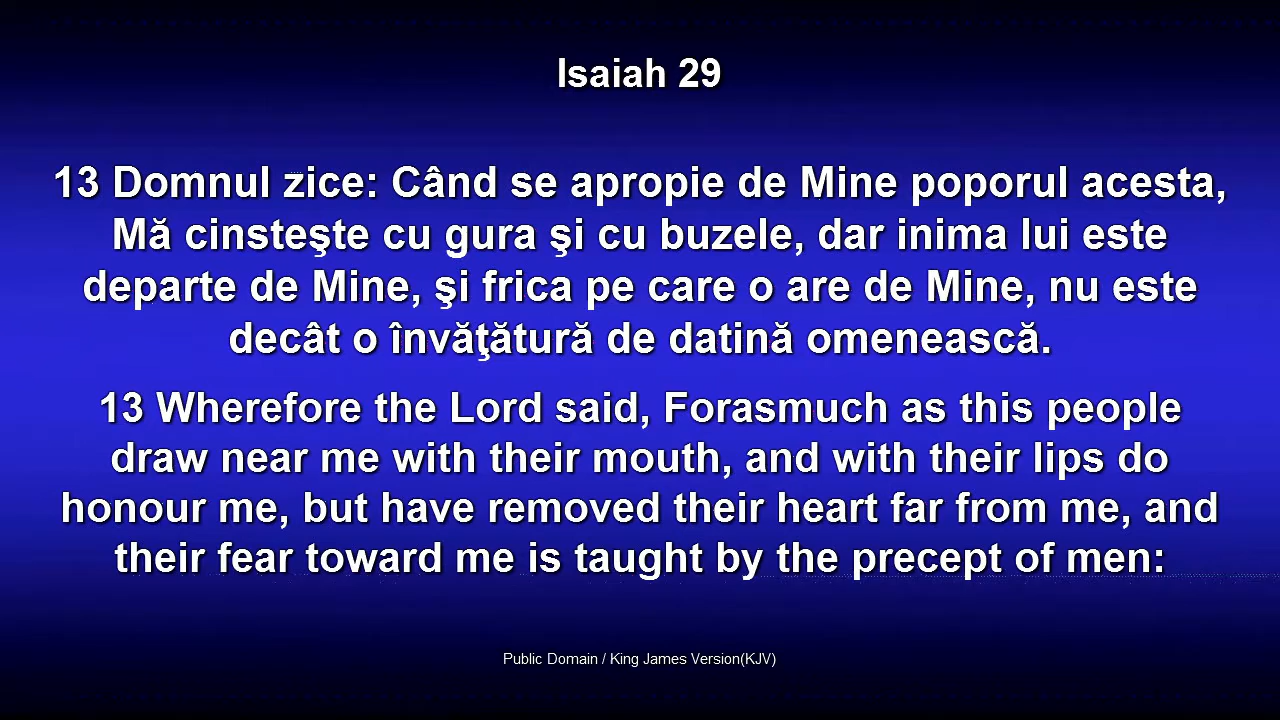 Isaiah 29
13 Domnul zice: Când se apropie de Mine poporul acesta,
Mă cinsteşte cu gura şi cu buzele, dar inima lui este
departe de Mine, şi frica pe care o are de Mine, nu este
decât o învăţătură de datină omenească.
13 Wherefore the Lord said, Forasmuch as this people
draw near me with their mouth, and with their lips do
honour me, but have removed their heart far from me, and
their fear toward me is taught by the precept of men:
Public Domain / King James Version(KJV)